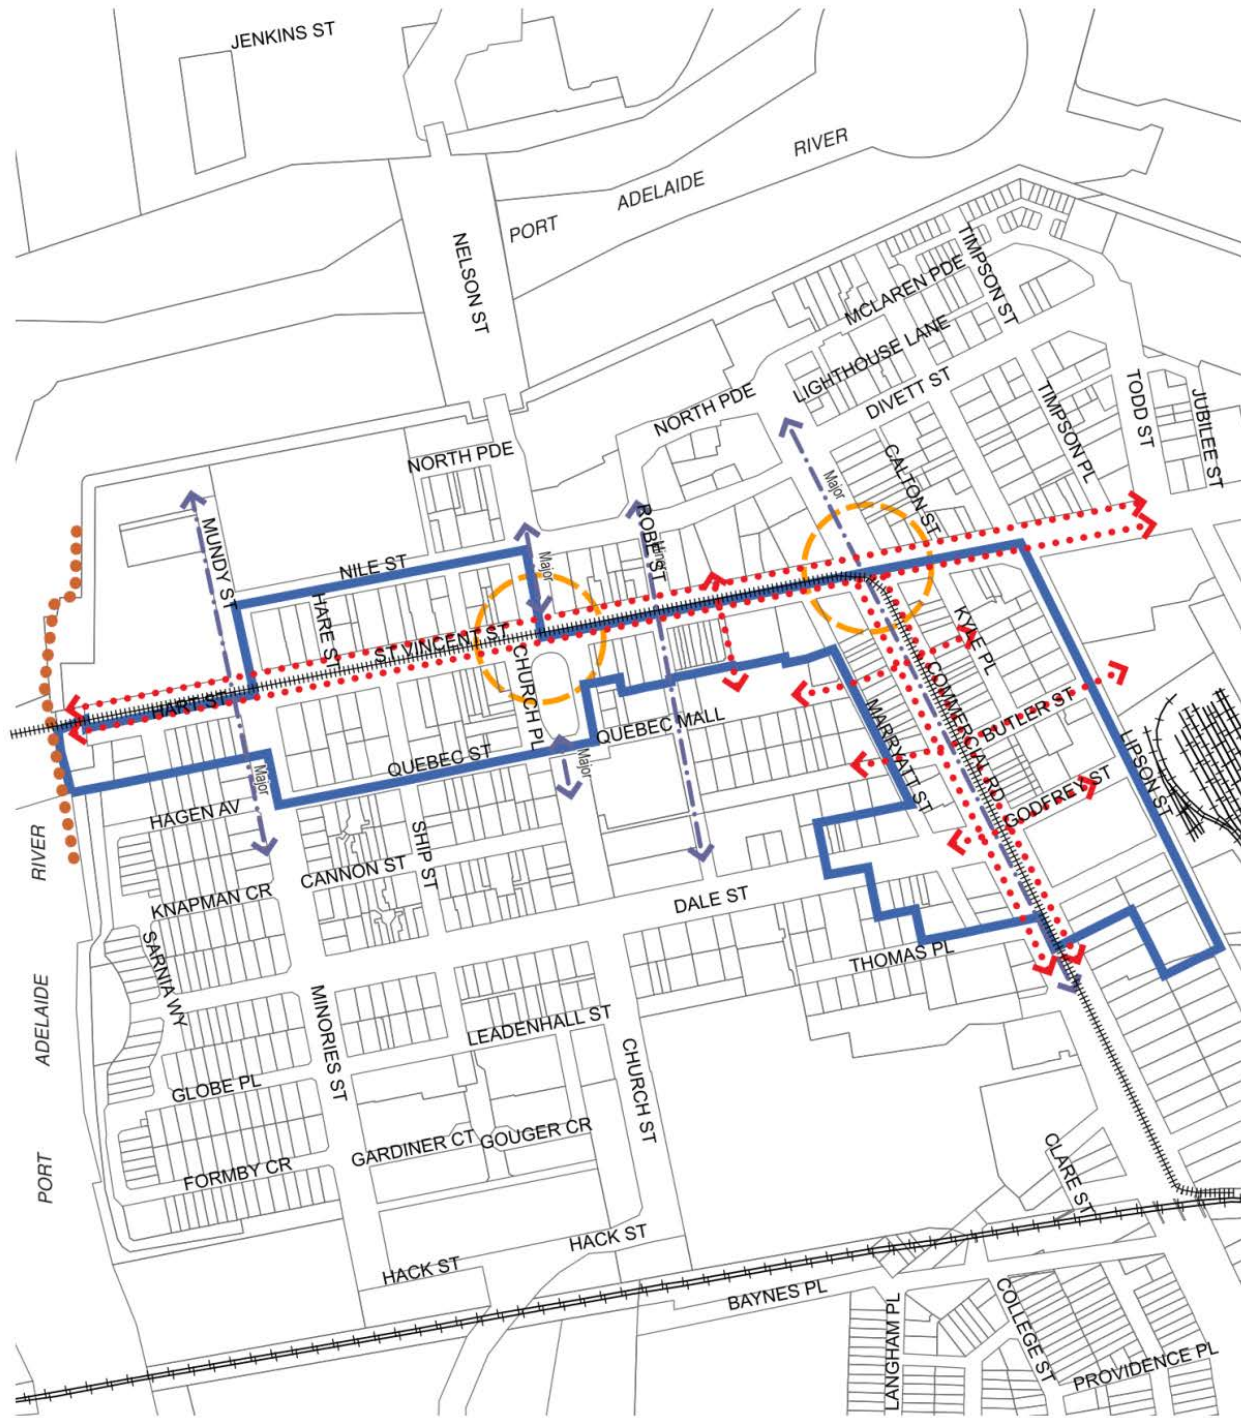 JENKINS ST
RIVER
ADELAIDE
PORT
NELSON ST
TIMPSON ST
MCLAREN PDE
LIGHTHOUSE LANE
DIVETT ST
NORTH PDE
TIMPSON PL
TODD ST
JUBILEE ST
NORTH PDE
CALTON ST
Major
MUNDY ST
ROBE ST
NILE ST
Major
HARE ST
ST VINCENT ST
KYLE PL
CHURCH PL
HART ST
COMMERCIAL RD
MARRYATT ST
BUTLER ST
QUEBEC MALL
LIPSON ST
QUEBEC ST
Major
Major
GODFREY ST
HAGEN AV
SHIP ST
CANNON ST
KNAPMAN CR
DALE ST
THOMAS PL
SARNIA WY
MINORIES ST
LEADENHALL ST
CHURCH ST
GLOBE PL
GARDINER CT
GOUGER CR
FORMBY CR
CLARE ST
RIVER
ADELAIDE
PORT
HACK ST
HACK ST
BAYNES PL
LANGHAM PL
COLLEGE ST
PROVIDENCE PL